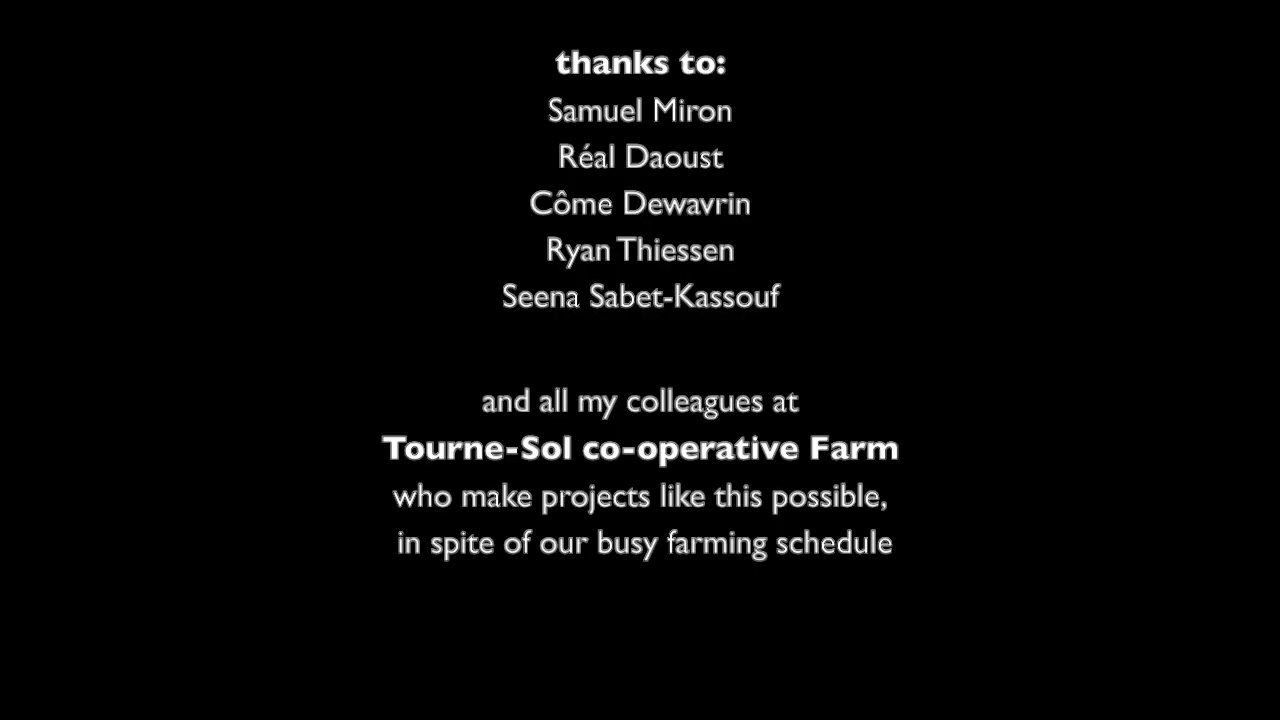 thanks to:
Samuel Miron
Réal Daoust
Côme Dewavrin
Ryan Thiessen
Seena Sabet-Kassouf
and all my colleagues at
Tourne-Sol co-operative Farm
who make projects like this possible,
in spite of our busy farming schedule